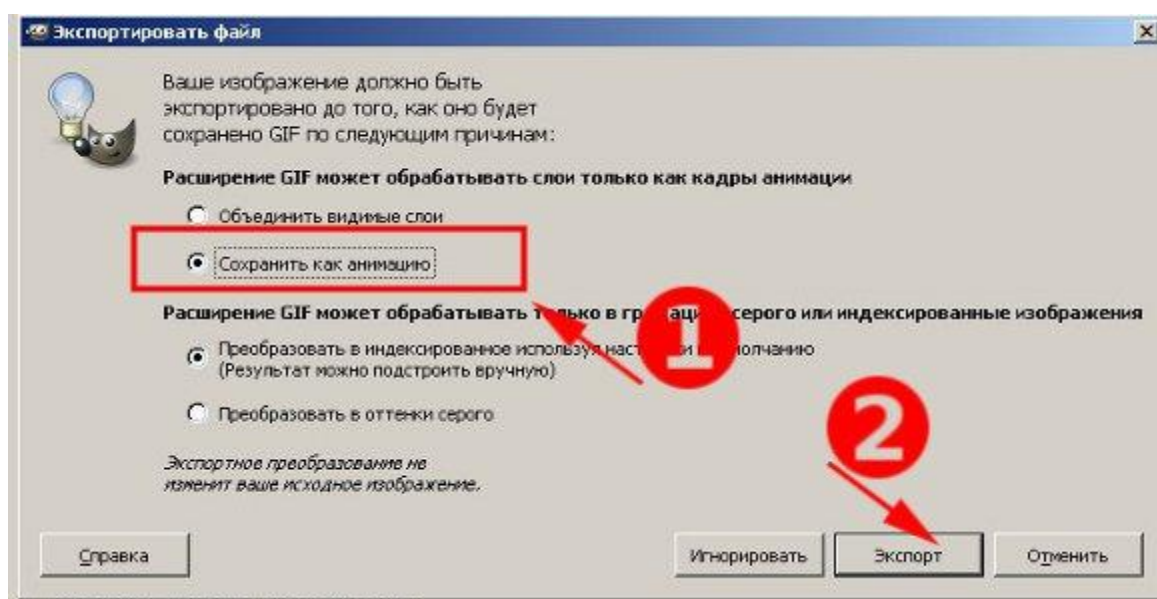 Экспортировать файл
Ваше изображение должно быть
экспортировано до того, как оно будет
сохранено GIF по следующим причинам:
Расширение GIF может обрабатывать слои только как кадры анимации
Объединить видимые слои
Сохранить как анимацию
Расширение GIF может обрабатывать только в серого или индексированные изображения
1
Преобразовать в индексированное используя
(Результат можно подстроить вручную)
Преобразовать в оттенки серого
2
Экспортное преобразование не
изменит ваше исходное изображение.
Справка
Игнорировать
Экспорт
Отменить